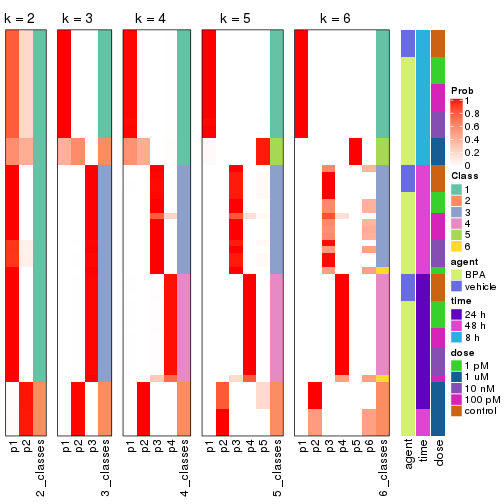 k = 2 k = 3 k = 4 k = 5 k = 6
Prob
1
0.8
0.6
0.4
0.2
0
Class
1
2
3
4
5
6
agent
BPA
vehicle
time
24 h
48 h
8 h
dose
1 pM
1 uM
10 nM
100 pM
control
p1 p2 2_classes p1 p2 p3 3_classes p1 p2 p3 p4 4_classes p1 p2 p3 p4 p5 5_classes p1 p2 p3 p4 p5 p6 6_classes agent time dose